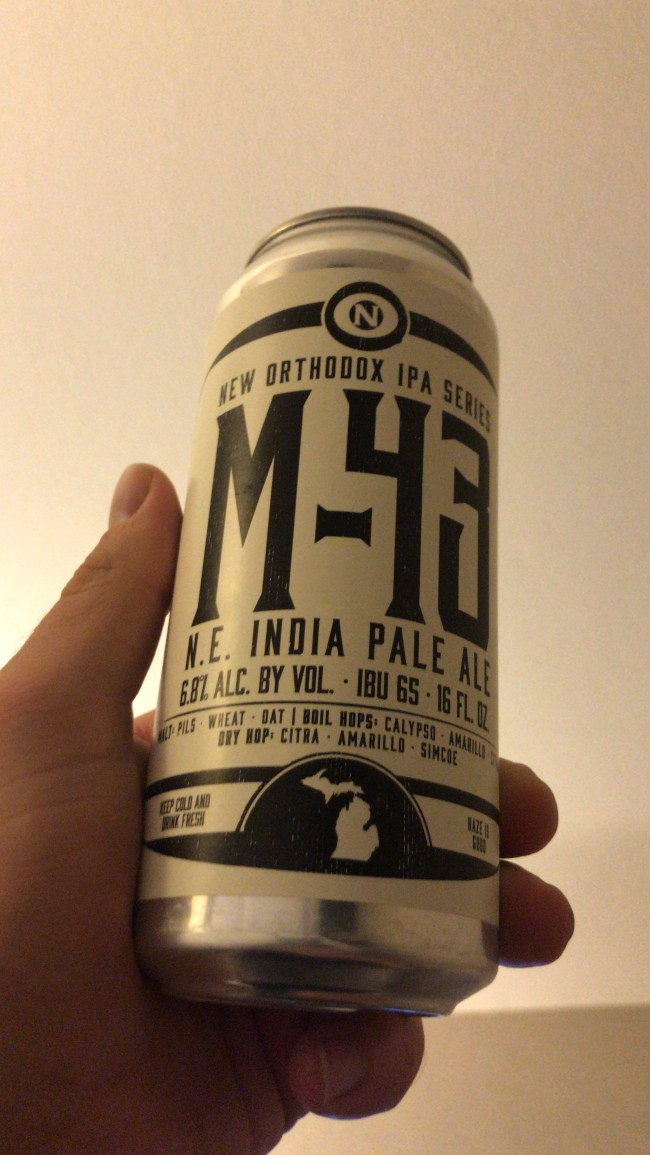 N
NEW ORTHODOX IPA SERIES
M-43
N.E. INDIA PALE ALE
6.8% ALC. BY VOL. · IBU 65 · 16 FL. OZ.
MALT: PILS · WHEAT · OAT | BOIL HOPS: CALYPSO · AMARILLO ·
DRY HOP: CITRA · AMARILLO · SIMCOE
KEEP COLD AND
DRINK FRESH
HAZE IS
GOOD